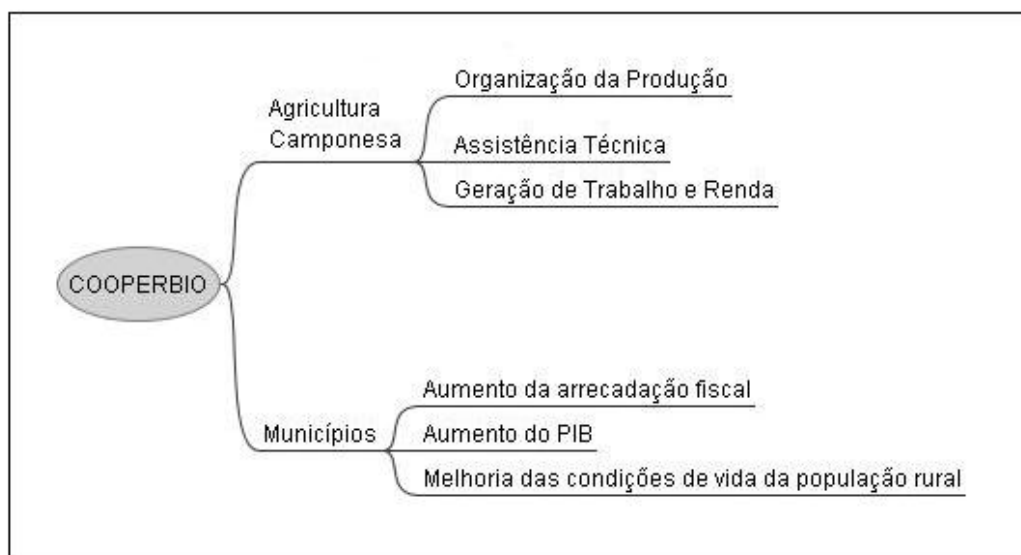 COOPERBIO
Agricultura
Camponesa
Organização da Produção
Assistência Técnica
Geração de Trabalho e Renda
Municípios
Aumento da arrecadação fiscal
Aumento do PIB
Melhoria das condições de vida da população rural